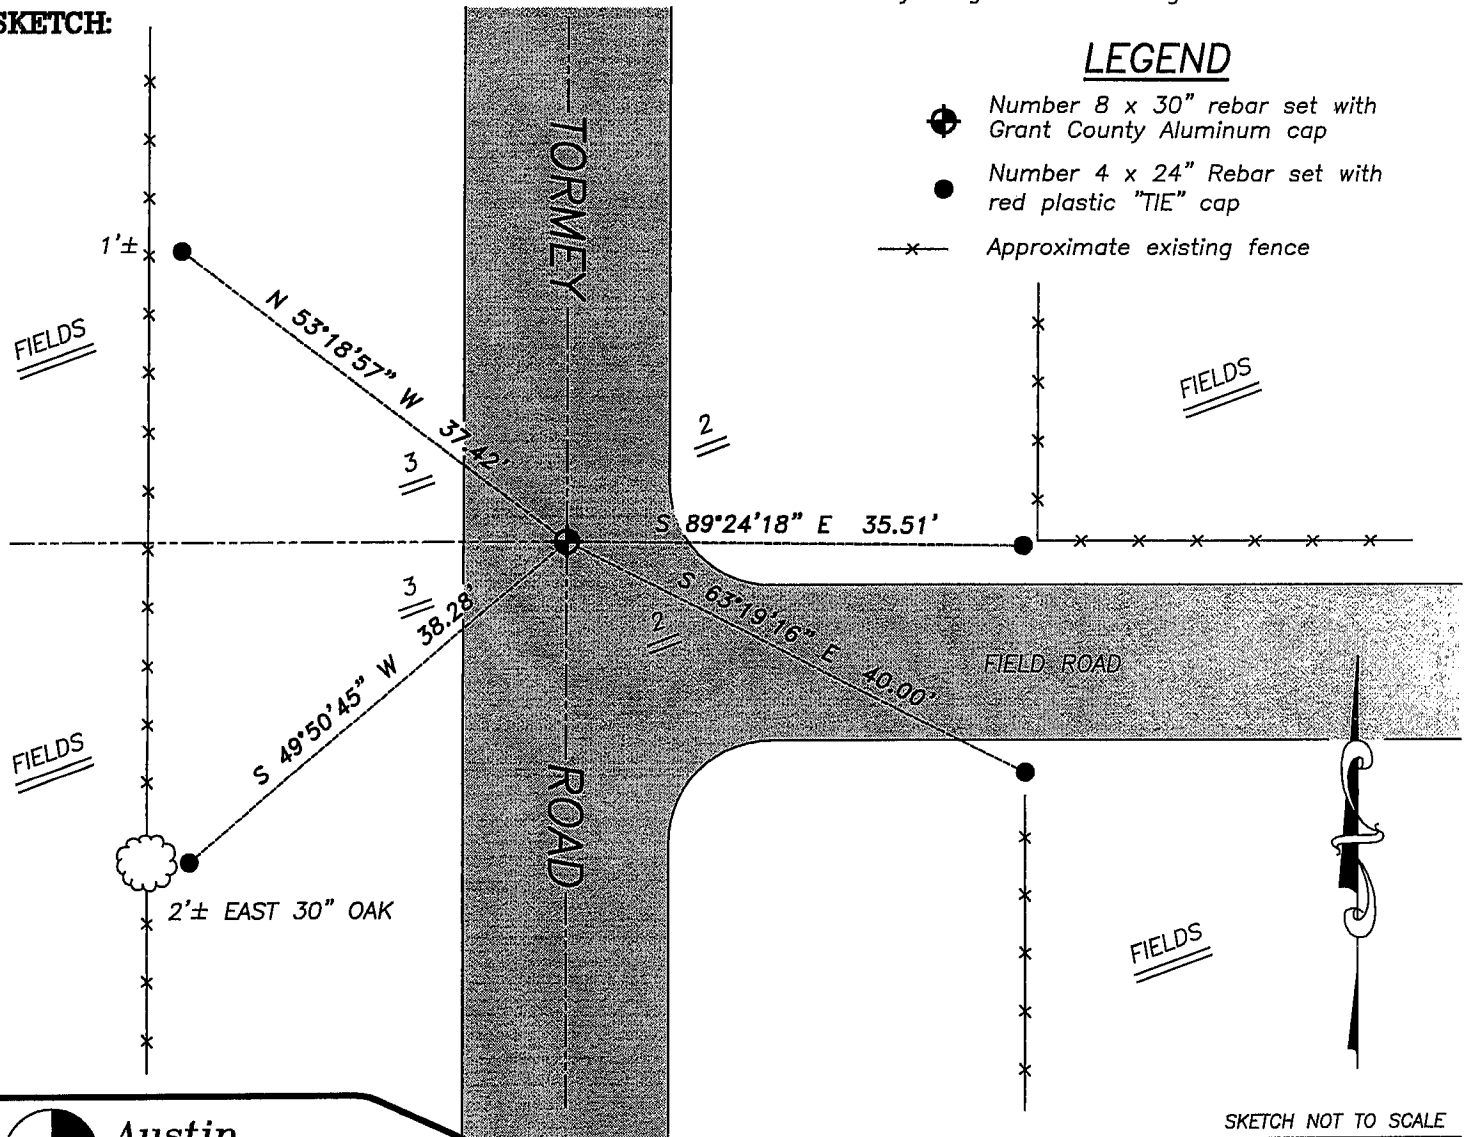 SKETCH:
LEGEND
Number 8 x 30" rebar set with
Grant County Aluminum cap
Number 4 x 24" Rebar set with
red plastic "TIE" cap
Approximate existing fence
TORMEY
ROAD
1'±
FIELDS
N 53°18'57" W 37.42'
3
2
FIELDS
S 89°24'18" E 35.51'
3
2
S 63°19'16" E 40.00'
FIELD ROAD
S 49°50'45" W 38.28'
FIELDS
2'± EAST 30" OAK
FIELDS
SKETCH NOT TO SCALE
Austin